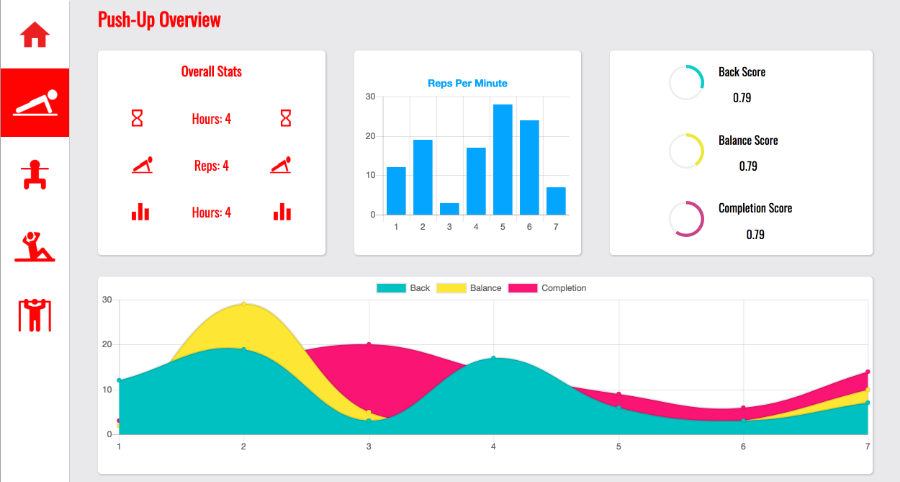 Push-Up Overview
Overall Stats
Hours: 4
Reps: 4
Hours: 4
Reps Per Minute
30
20
10
0
1 2 3 4 5 6 7
Back Score
0.79
Balance Score
0.79
Completion Score
0.79
Back Balance Completion
30
20
10
0
1 2 3 4 5 6 7